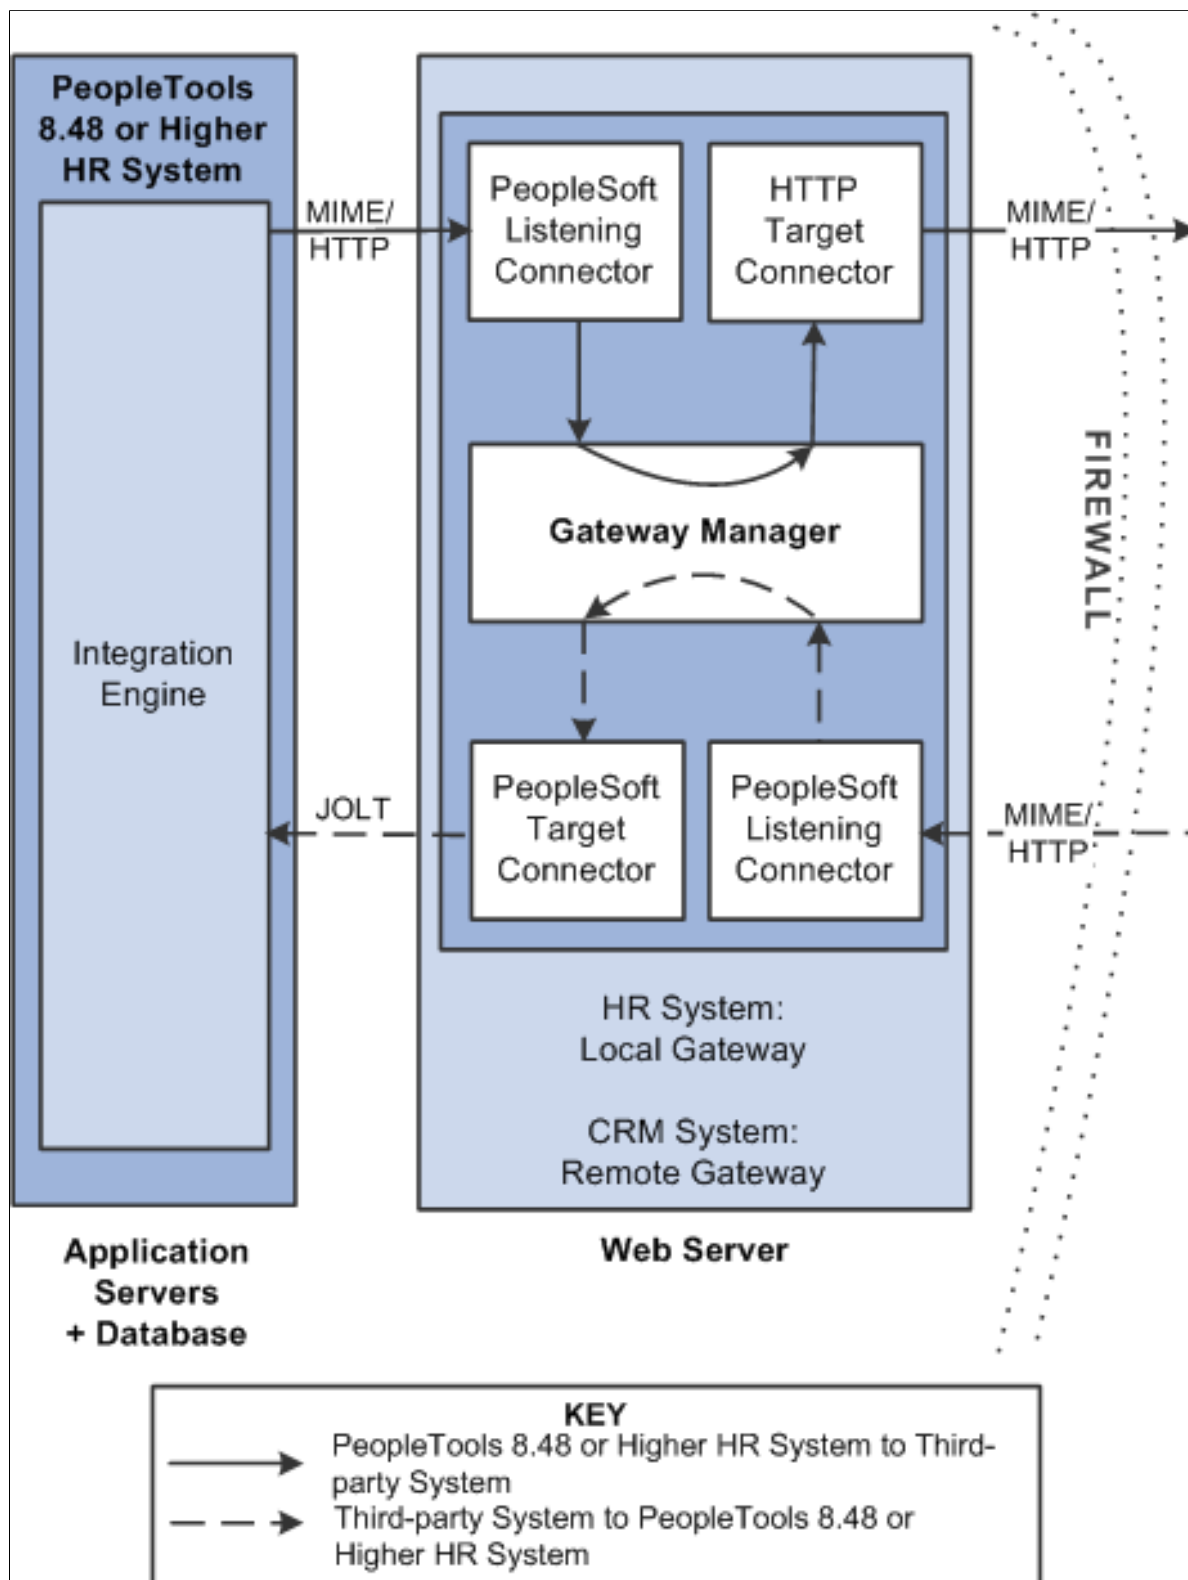 PeopleTools
8.48 or Higher
HR System
MIME/
HTTP
PeopleSoft
Listening
Connector
HTTP
Target
Connector
MIME/
HTTP
FIREWALL
Gateway Manager
Integration
Engine
JOLT
PeopleSoft
Target
Connector
PeopleSoft
Listening
Connector
MIME/
HTTP
HR System:
Local Gateway
CRM System:
Remote Gateway
Application
Servers
+ Database
Web Server
KEY
PeopleTools 8.48 or Higher HR System to Third-
party System
Third-party System to PeopleTools 8.48 or
Higher HR System